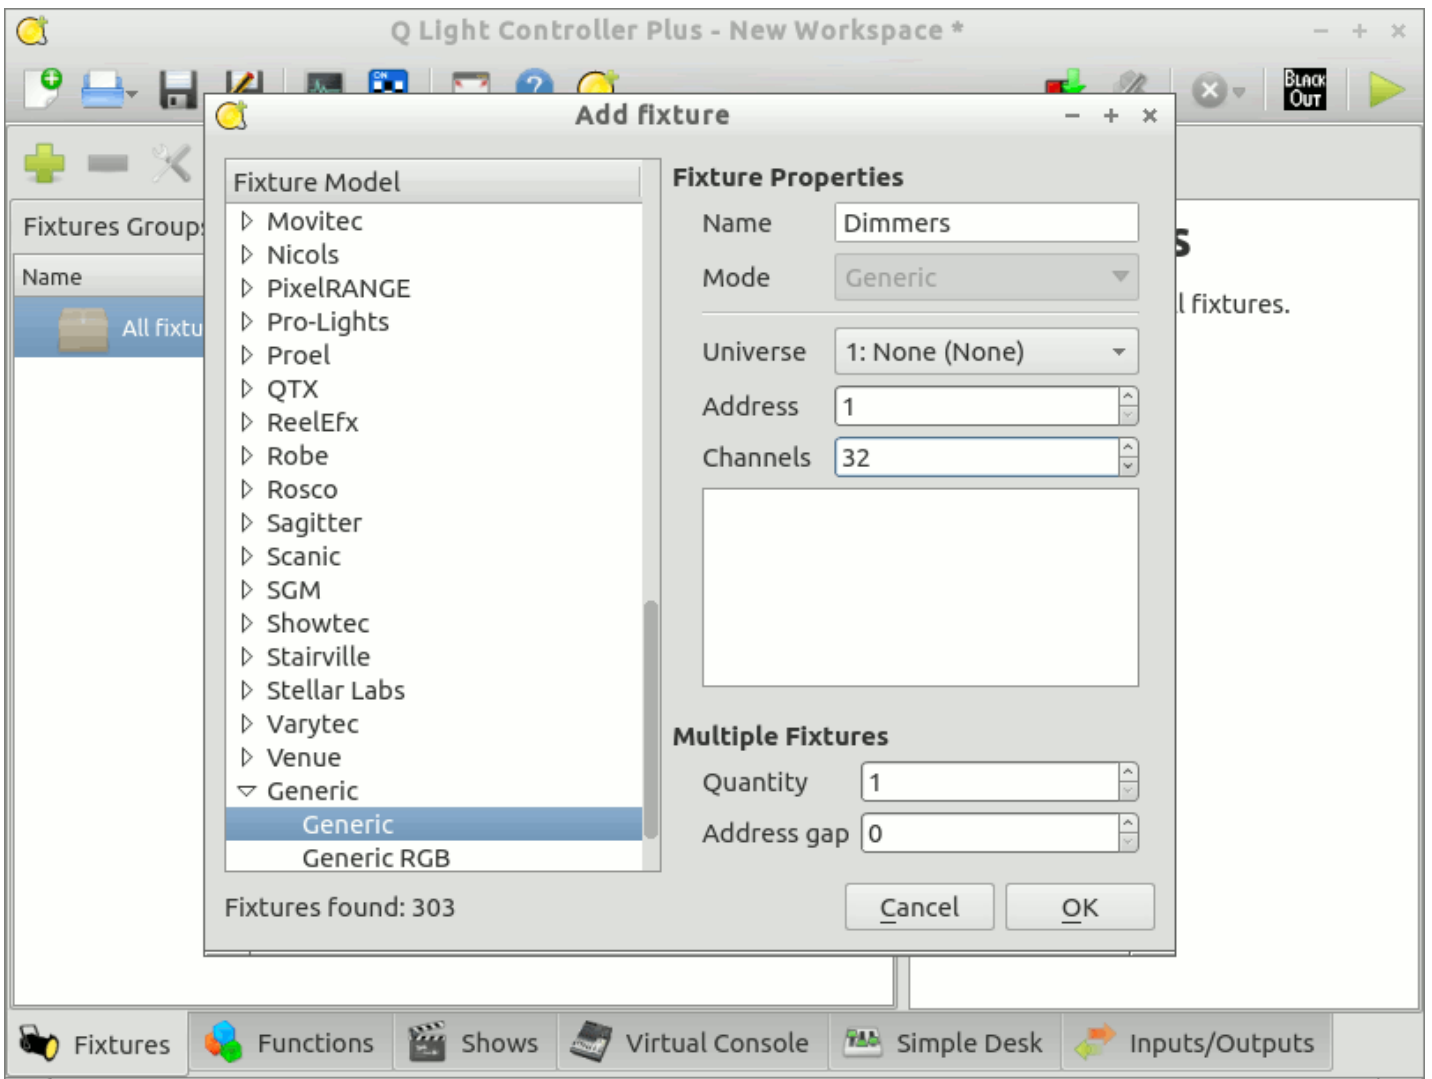 Q Light Controller Plus - New Workspace *
ON
BLACK OUT
Add fixture
Fixtures Groups
Name
All fixtu
s
l fixtures.
Fixture Model
Movitec
Nicols
PixelRANGE
Pro-Lights
Proel
QTX
ReelEfx
Robe
Rosco
Sagitter
Scanic
SGM
Showtec
Stairville
Stellar Labs
Varytec
Venue
Generic
Generic
Generic RGB
Fixtures found: 303
Fixture Properties
Name Dimmers
Mode Generic
Universe 1: None (None)
Address 1
Channels 32
Multiple Fixtures
Quantity 1
Address gap 0
Cancel OK
Fixtures Functions Shows Virtual Console Simple Desk Inputs/Outputs